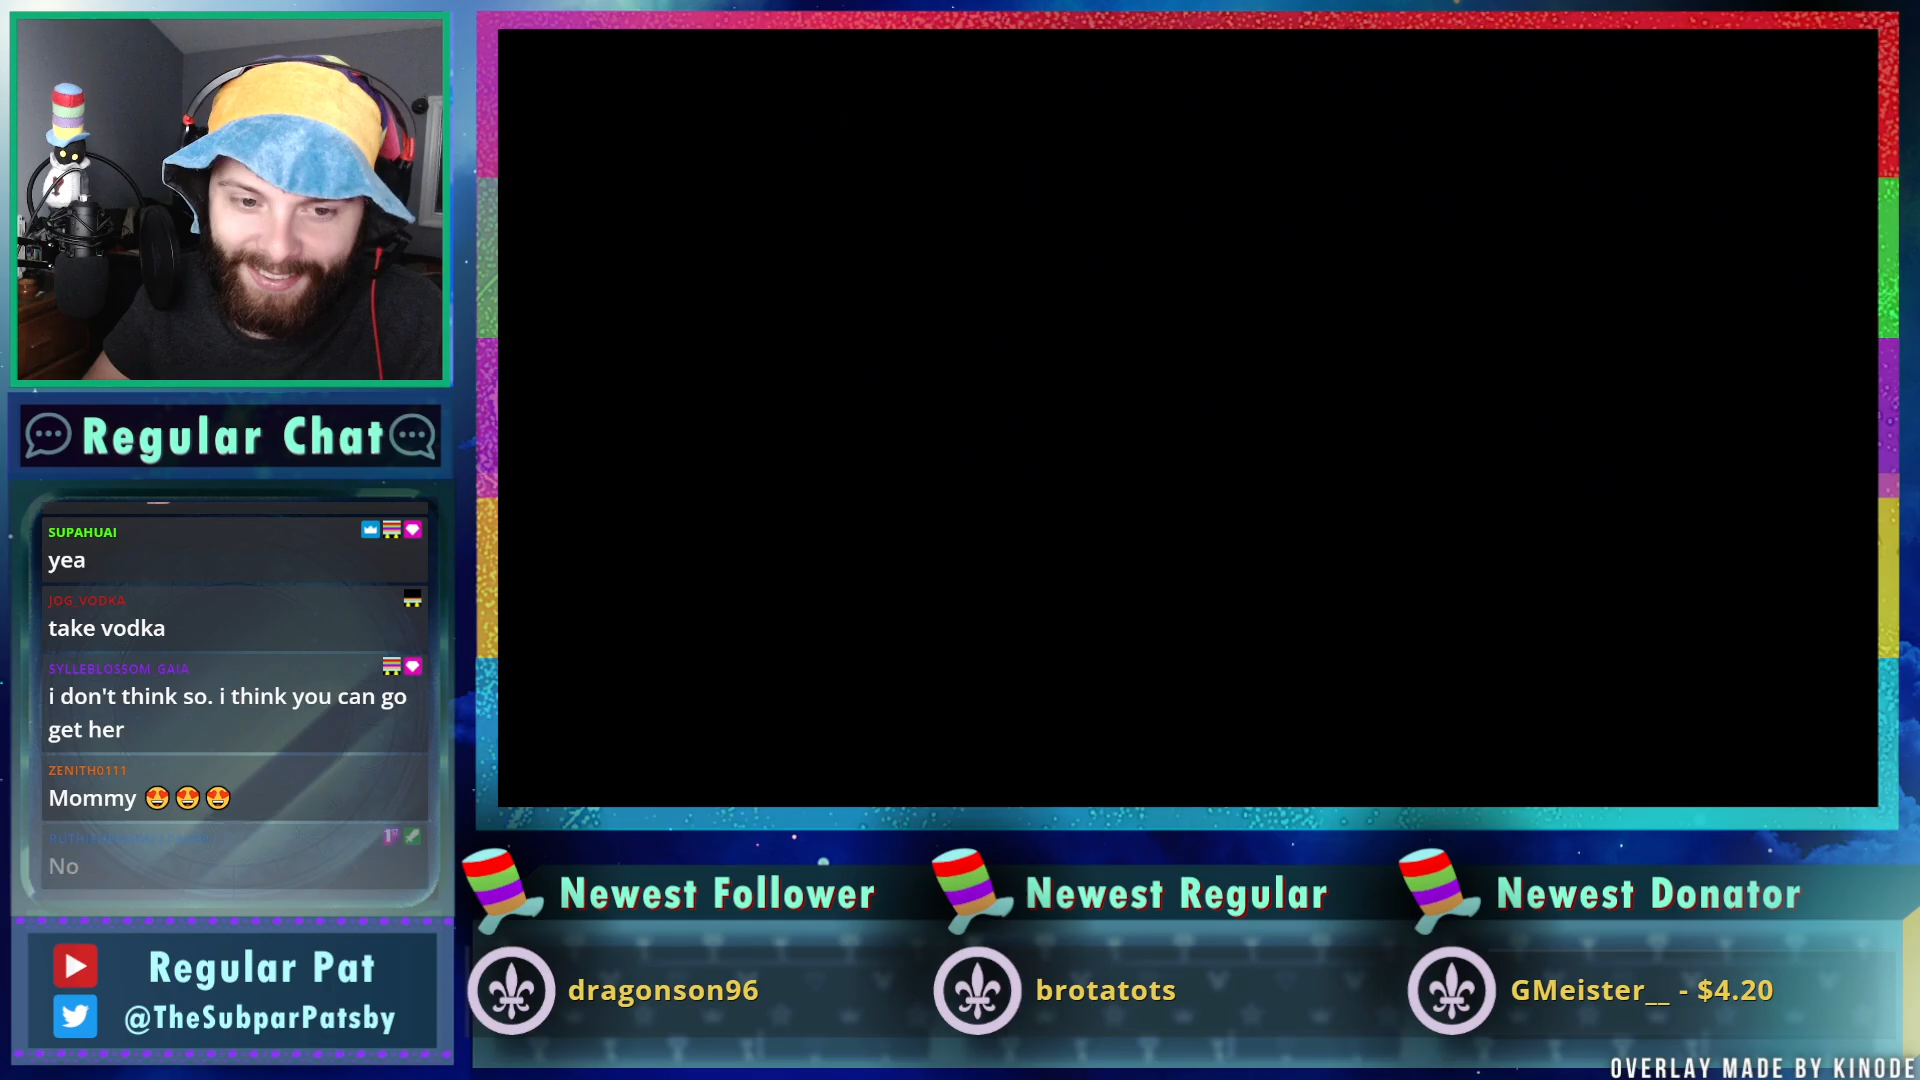 Regular Chat
SUPAHUAI
yea
JOG_VODKA
take vodka
SYLLEBLOSSOM_GAIA
i don't think so. i think you can go
get her
ZENITH0111
Mommy 😍😍😍
No
Regular Pat
@TheSubparPatsby
Newest Follower
dragonson96
Newest Regular
brotatots
Newest Donator
GMeister__ - $4.20
OVERLAY MADE BY KINODE